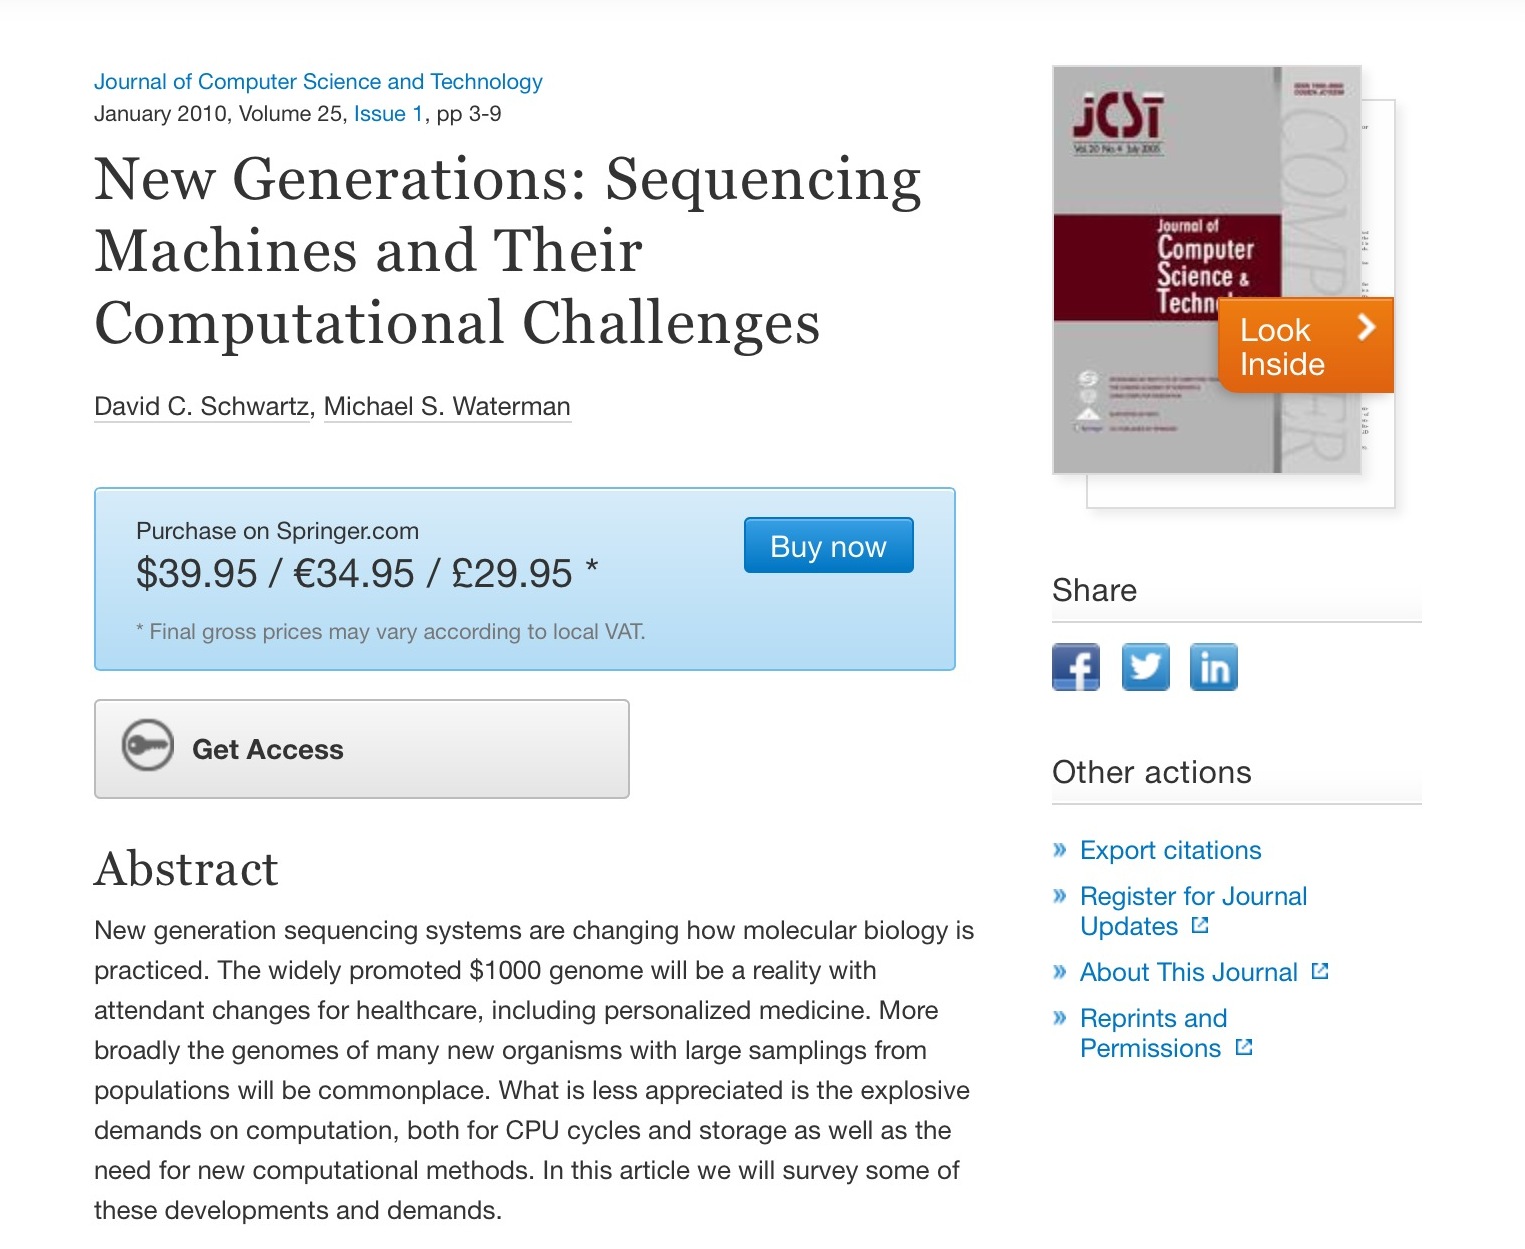 Journal of Computer Science and Technology
January 2010, Volume 25, Issue 1, pp 3-9
New Generations: Sequencing
Machines and Their
Computational Challenges
David C. Schwartz, Michael S. Waterman
Purchase on Springer.com
$39.95 / €34.95 / £29.95 *
* Final gross prices may vary according to local VAT.
Buy now
Get Access
Abstract
New generation sequencing systems are changing how molecular biology is
practiced. The widely promoted $1000 genome will be a reality with
attendant changes for healthcare, including personalized medicine. More
broadly the genomes of many new organisms with large samplings from
populations will be commonplace. What is less appreciated is the explosive
demands on computation, both for CPU cycles and storage as well as the
need for new computational methods. In this article we will survey some of
these developments and demands.
JCST
Vol.20 No.4 July 2005
Journal of
Computer
Science &
Techno
COMPUTER
Look
Inside
Share
Other actions
Export citations
Register for Journal
Updates
About This Journal
Reprints and
Permissions